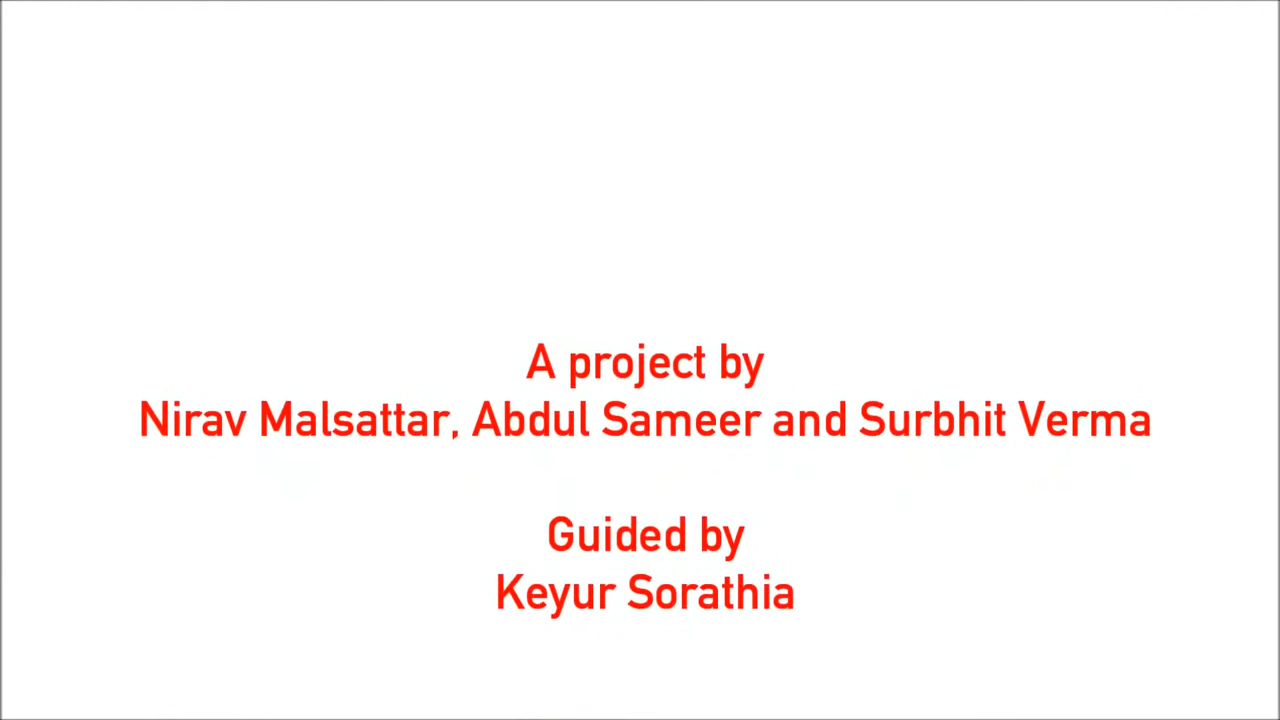 A project by
Nirav Malsattar, Abdul Sameer and Surbhit Verma
Guided by
Keyur Sorathia